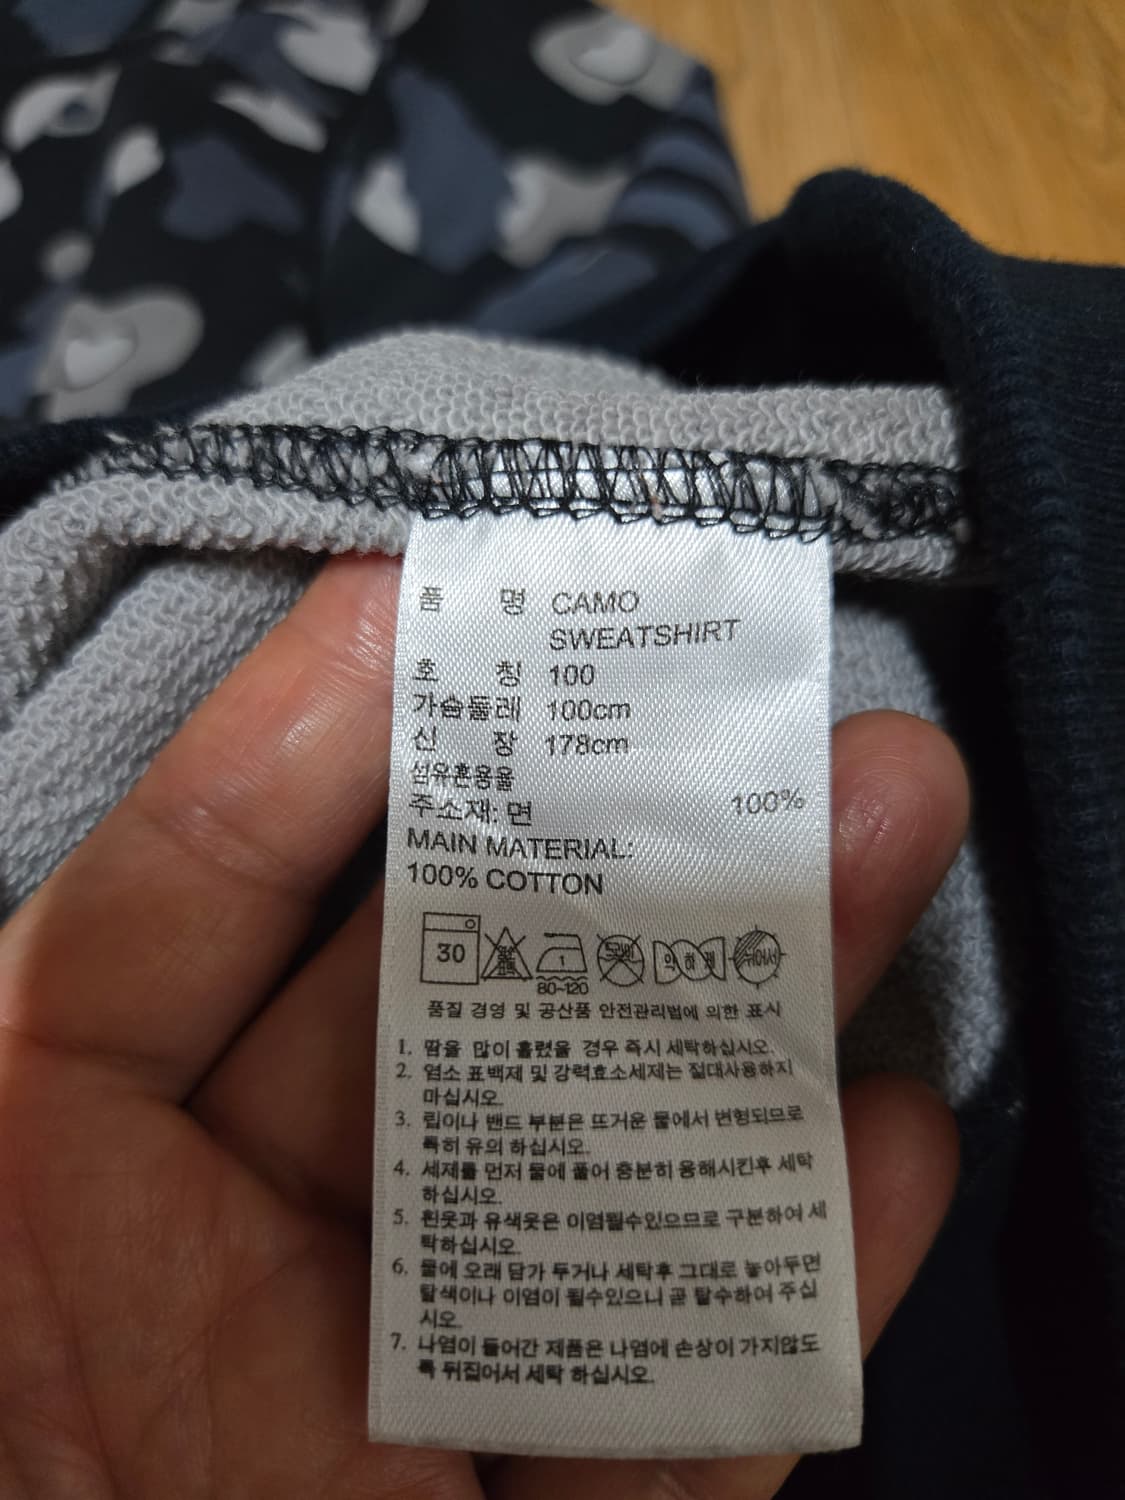 품 명 CAMO
SWEATSHIRT
호 칭 100
가슴둘레 100cm
신 장 178cm
섬유혼용율
주소재: 면 100%
MAIN MATERIAL:
100% COTTON
30 1 약하게 뉘어서
80~120
품질 경영 및 공산품 안전관리법에 의한 표시
1. 땀을 많이 흘렸을 경우 즉시 세탁하십시오.
2. 염소 표백제 및 강력효소세제는 절대사용하지
마십시오.
3. 립이나 밴드 부분은 뜨거운 물에서 변형되므로
특히 유의 하십시오.
4. 세제를 먼저 물에 풀어 충분히 용해시킨후 세탁
하십시오.
5. 흰옷과 유색옷은 이염될수있으므로 구분하여 세
탁하십시오.
6. 물에 오래 담가 두거나 세탁후 그대로 놓아두면
탈색이나 이염이 될수있으니 곧 탈수하여 주십
시오.
7. 나염이 들어간 제품은 나염에 손상이 가지않도
록 뒤집어서 세탁 하십시오.